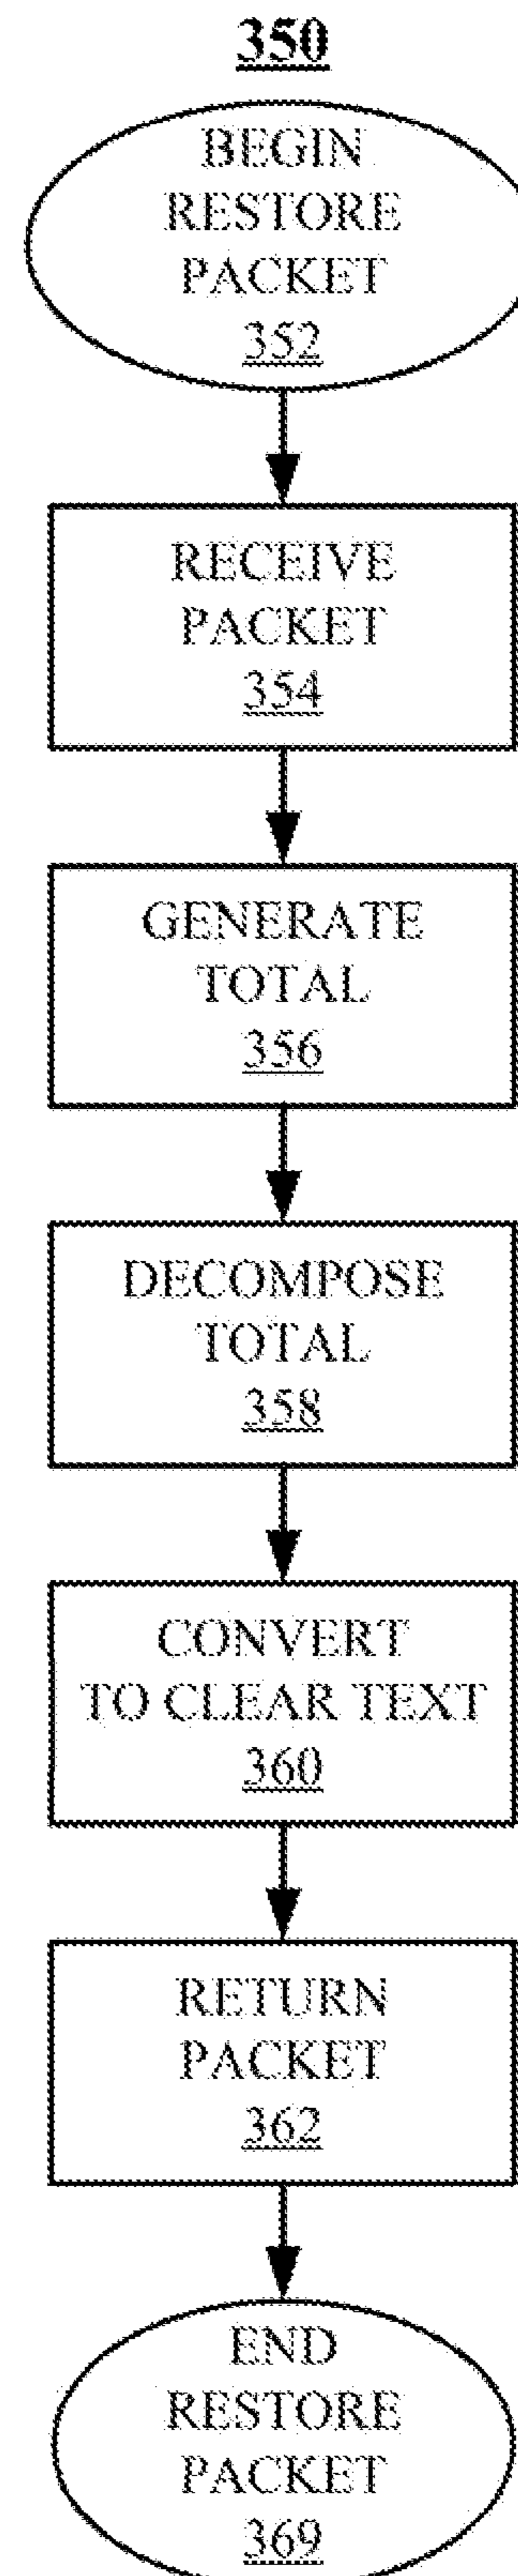 350
BEGIN
RESTORE
PACKET
352
RECEIVE
PACKET
354
GENERATE
TOTAL
356
DECOMPOSE
TOTAL
358
CONVERT
TO CLEAR TEXT
360
RETURN
PACKET
362
END
RESTORE
PACKET
369